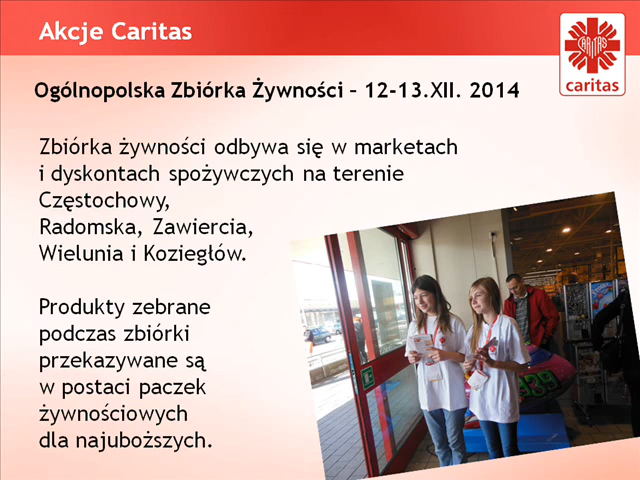 Akcje Caritas
CARITAS
caritas
Ogólnopolska Zbiórka Żywności – 12-13.XII. 2014
Zbiórka żywności odbywa się w marketach
i dyskontach spożywczych na terenie
Częstochowy,
Radomska, Zawiercia,
Wielunia i Koziegłów.
Produkty zebrane
podczas zbiórki
przekazywane są
w postaci paczek
żywnościowych
dla najuboższych.